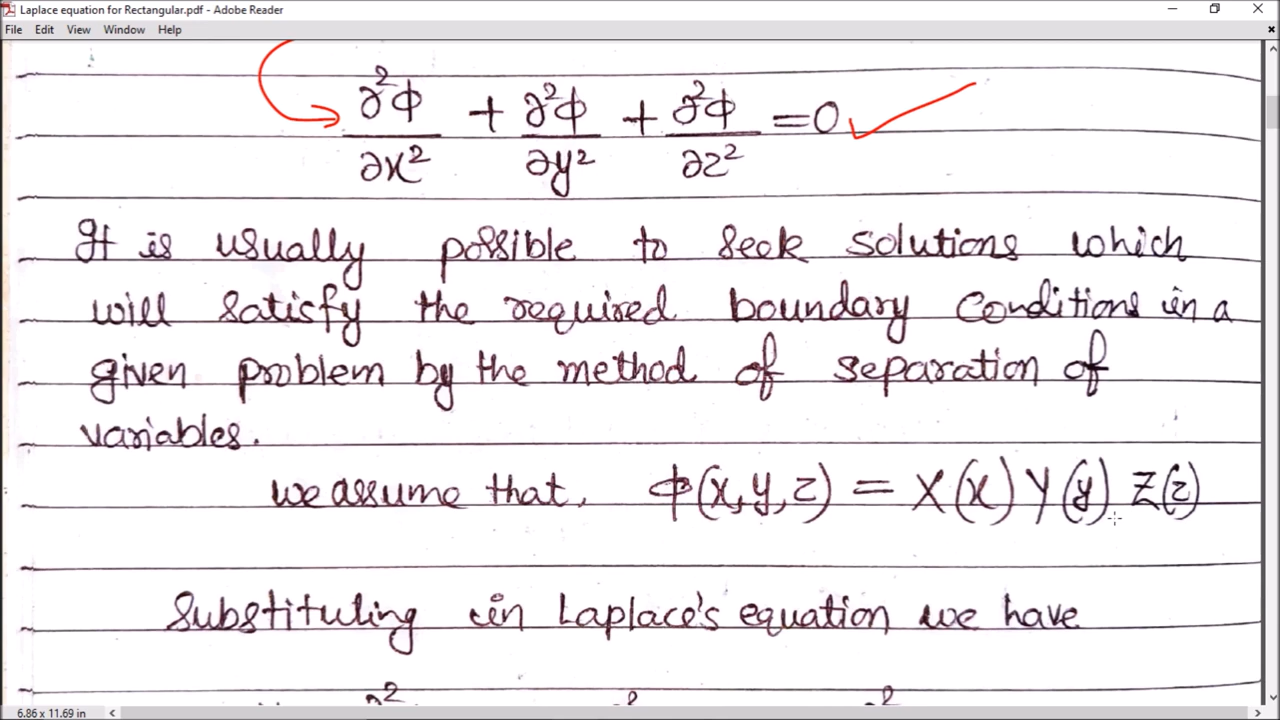 Laplace equation for Rectangular.pdf - Adobe Reader
File Edit View Window Help
∂²Φ/∂x² + ∂²Φ/∂y² + ∂²Φ/∂z² = 0
It is usually possible to seek solutions which
will satisfy the required boundary conditions in a
given problem by the method of separation of
variables.
we assume that, Φ(x,y,z) = X(x) Y(y) Z(z)
Substituting in Laplace's equation we have
6.86 x 11.69 in